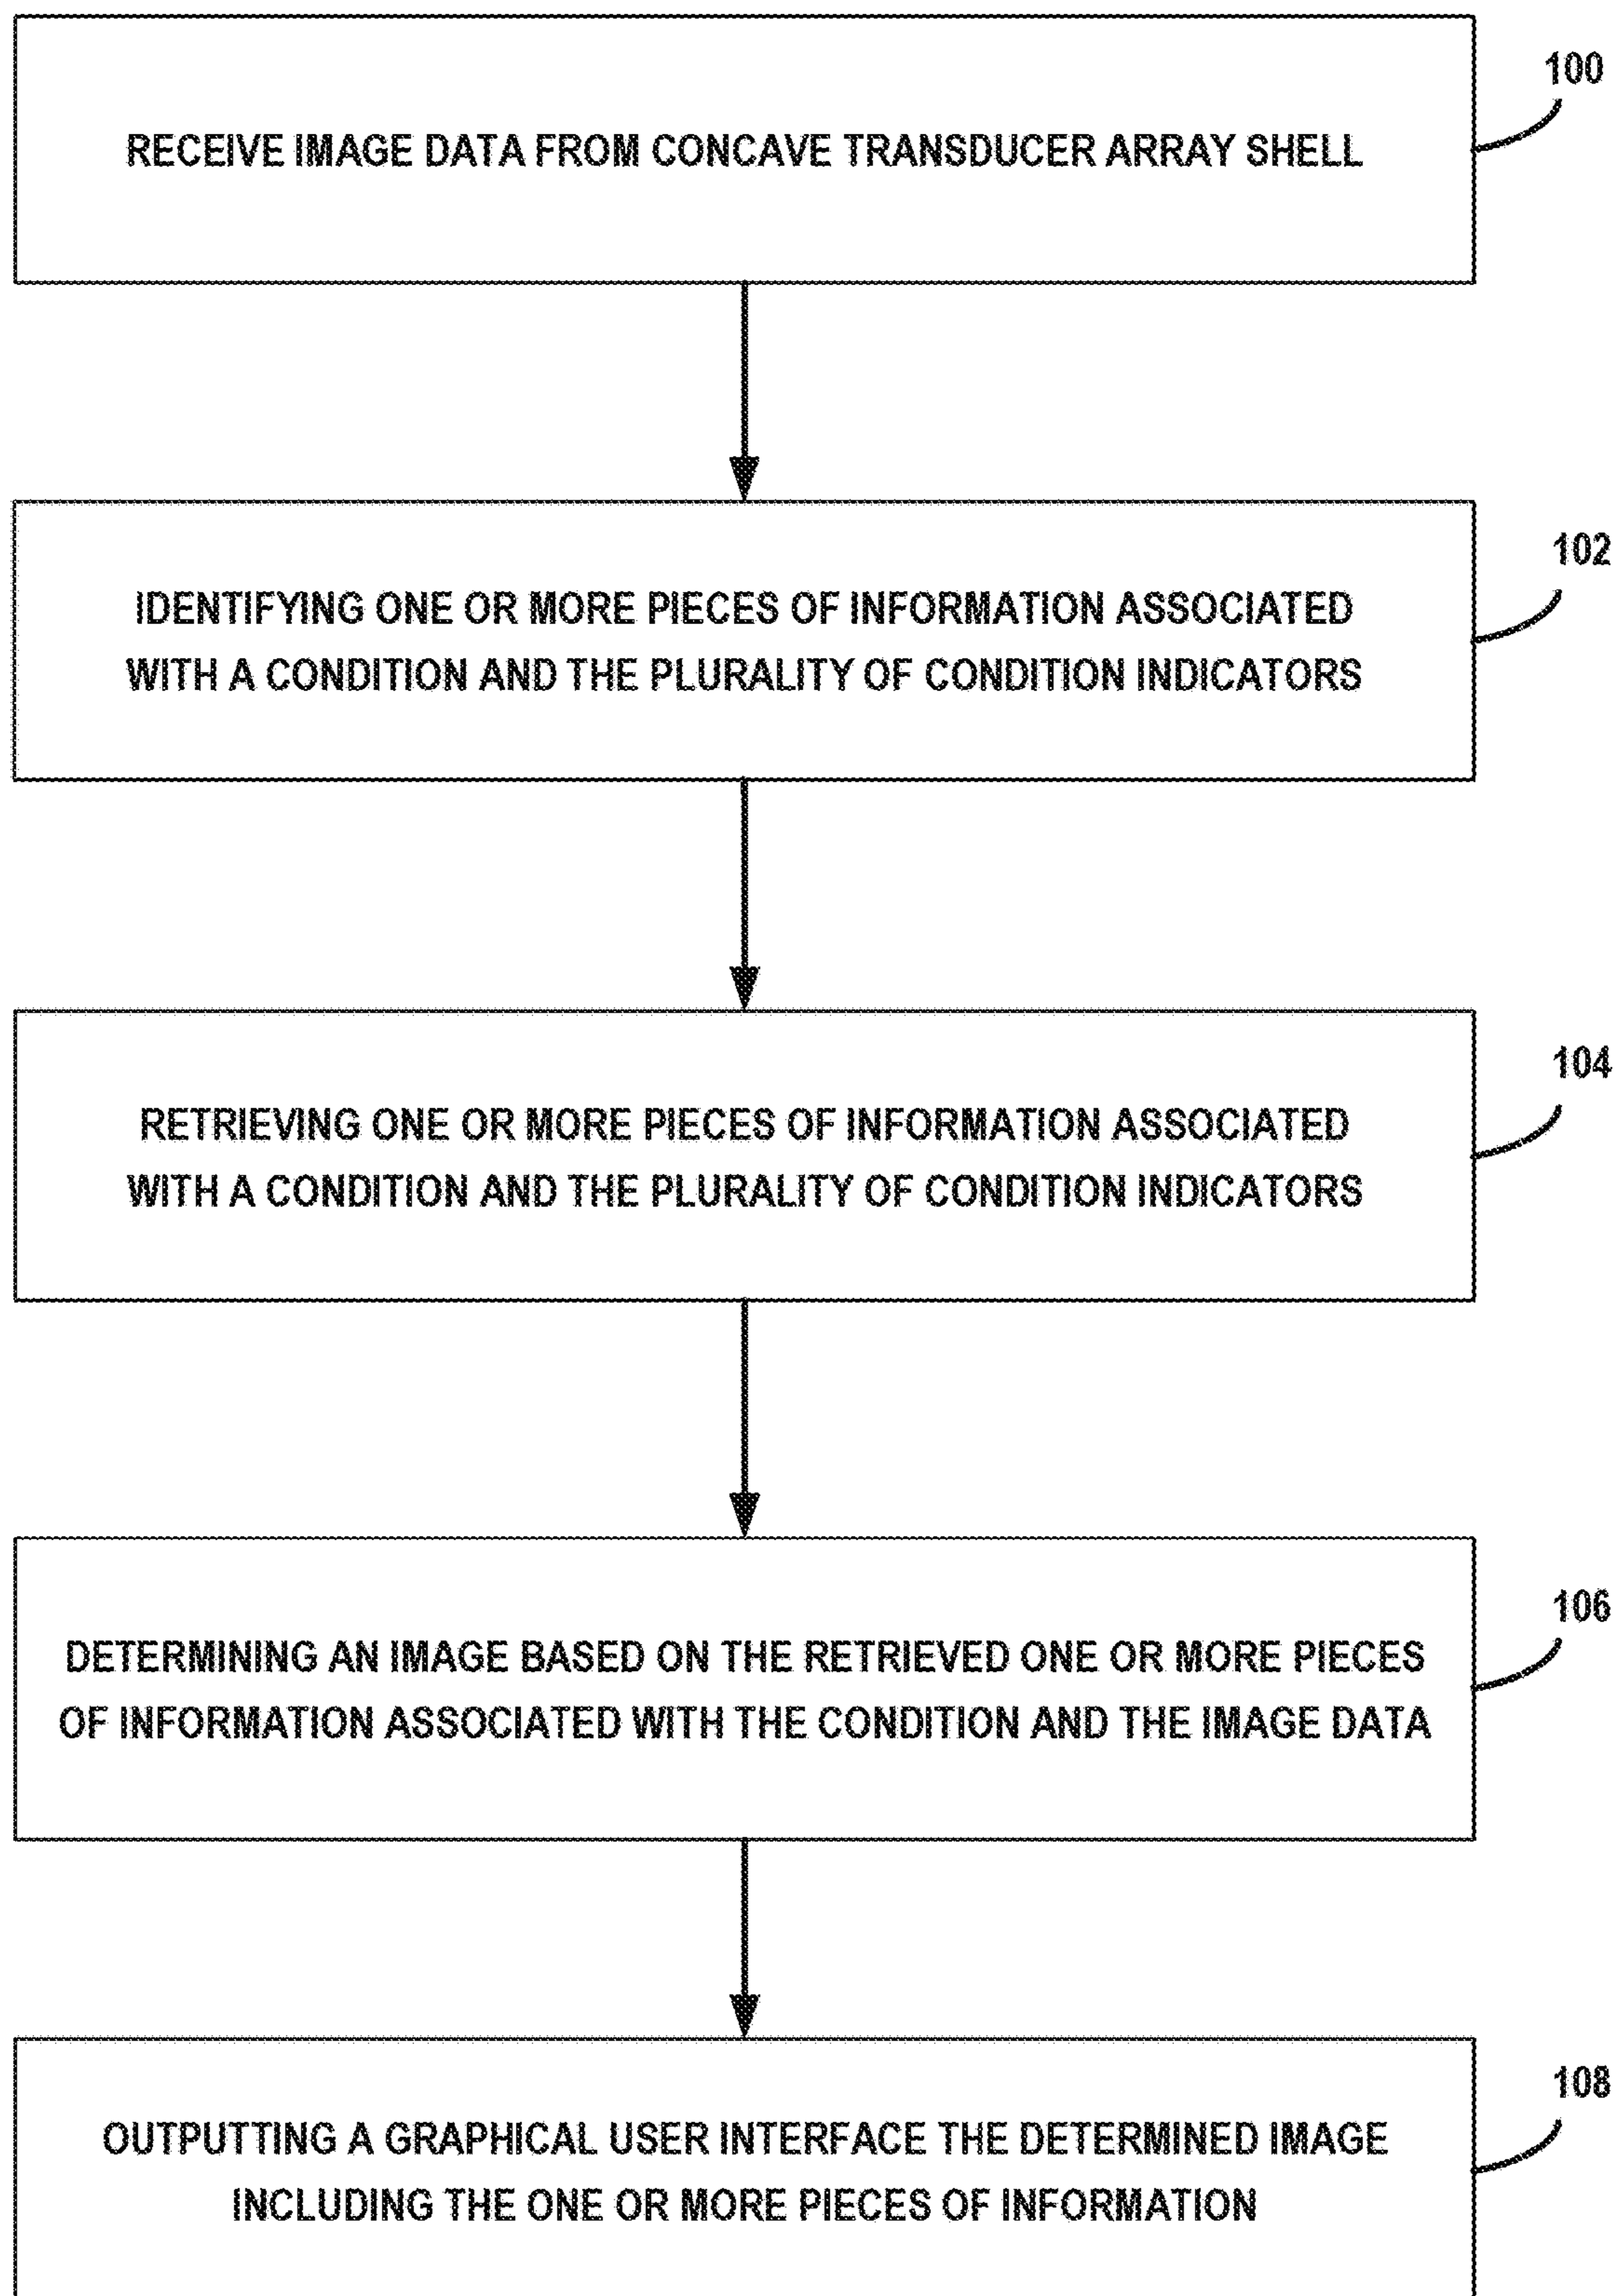 100
RECEIVE IMAGE DATA FROM CONCAVE TRANSDUCER ARRAY SHELL
102
IDENTIFYING ONE OR MORE PIECES OF INFORMATION ASSOCIATED
WITH A CONDITION AND THE PLURALITY OF CONDITION INDICATORS
104
RETRIEVING ONE OR MORE PIECES OF INFORMATION ASSOCIATED
WITH A CONDITION AND THE PLURALITY OF CONDITION INDICATORS
106
DETERMINING AN IMAGE BASED ON THE RETRIEVED ONE OR MORE PIECES
OF INFORMATION ASSOCIATED WITH THE CONDITION AND THE IMAGE DATA
108
OUTPUTTING A GRAPHICAL USER INTERFACE THE DETERMINED IMAGE
INCLUDING THE ONE OR MORE PIECES OF INFORMATION